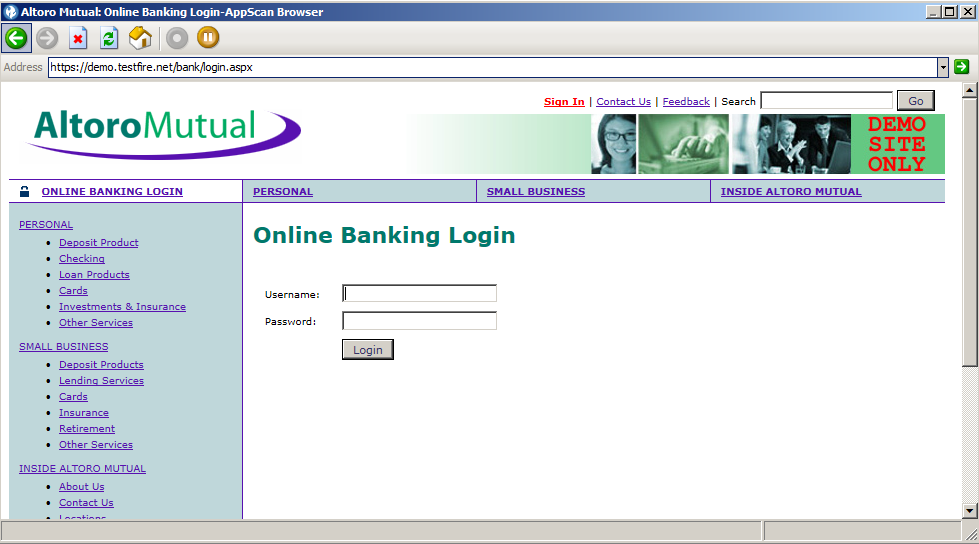 Altoro Mutual: Online Banking Login-AppScan Browser
Address https://demo.testfire.net/bank/login.aspx
Sign In | Contact Us | Feedback | Search Go
AltoroMutual
DEMO
SITE
ONLY
ONLINE BANKING LOGIN
PERSONAL
SMALL BUSINESS
INSIDE ALTORO MUTUAL
PERSONAL
Deposit Product
Checking
Loan Products
Cards
Investments & Insurance
Other Services
SMALL BUSINESS
Deposit Products
Lending Services
Cards
Insurance
Retirement
Other Services
INSIDE ALTORO MUTUAL
About Us
Contact Us
Locations
Online Banking Login
Username:
Password:
Login